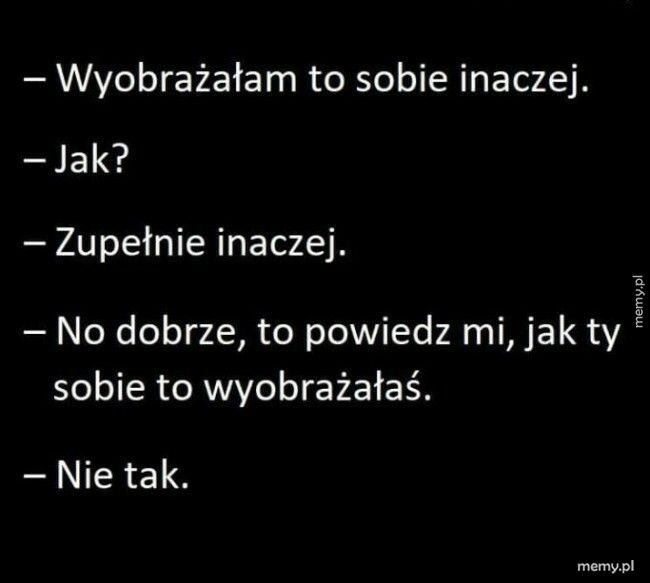 – Wyobrażałam to sobie inaczej.
– Jak?
– Zupełnie inaczej.
– No dobrze, to powiedz mi, jak ty
sobie to wyobrażałaś.
– Nie tak.
memy.pl
memy.pl